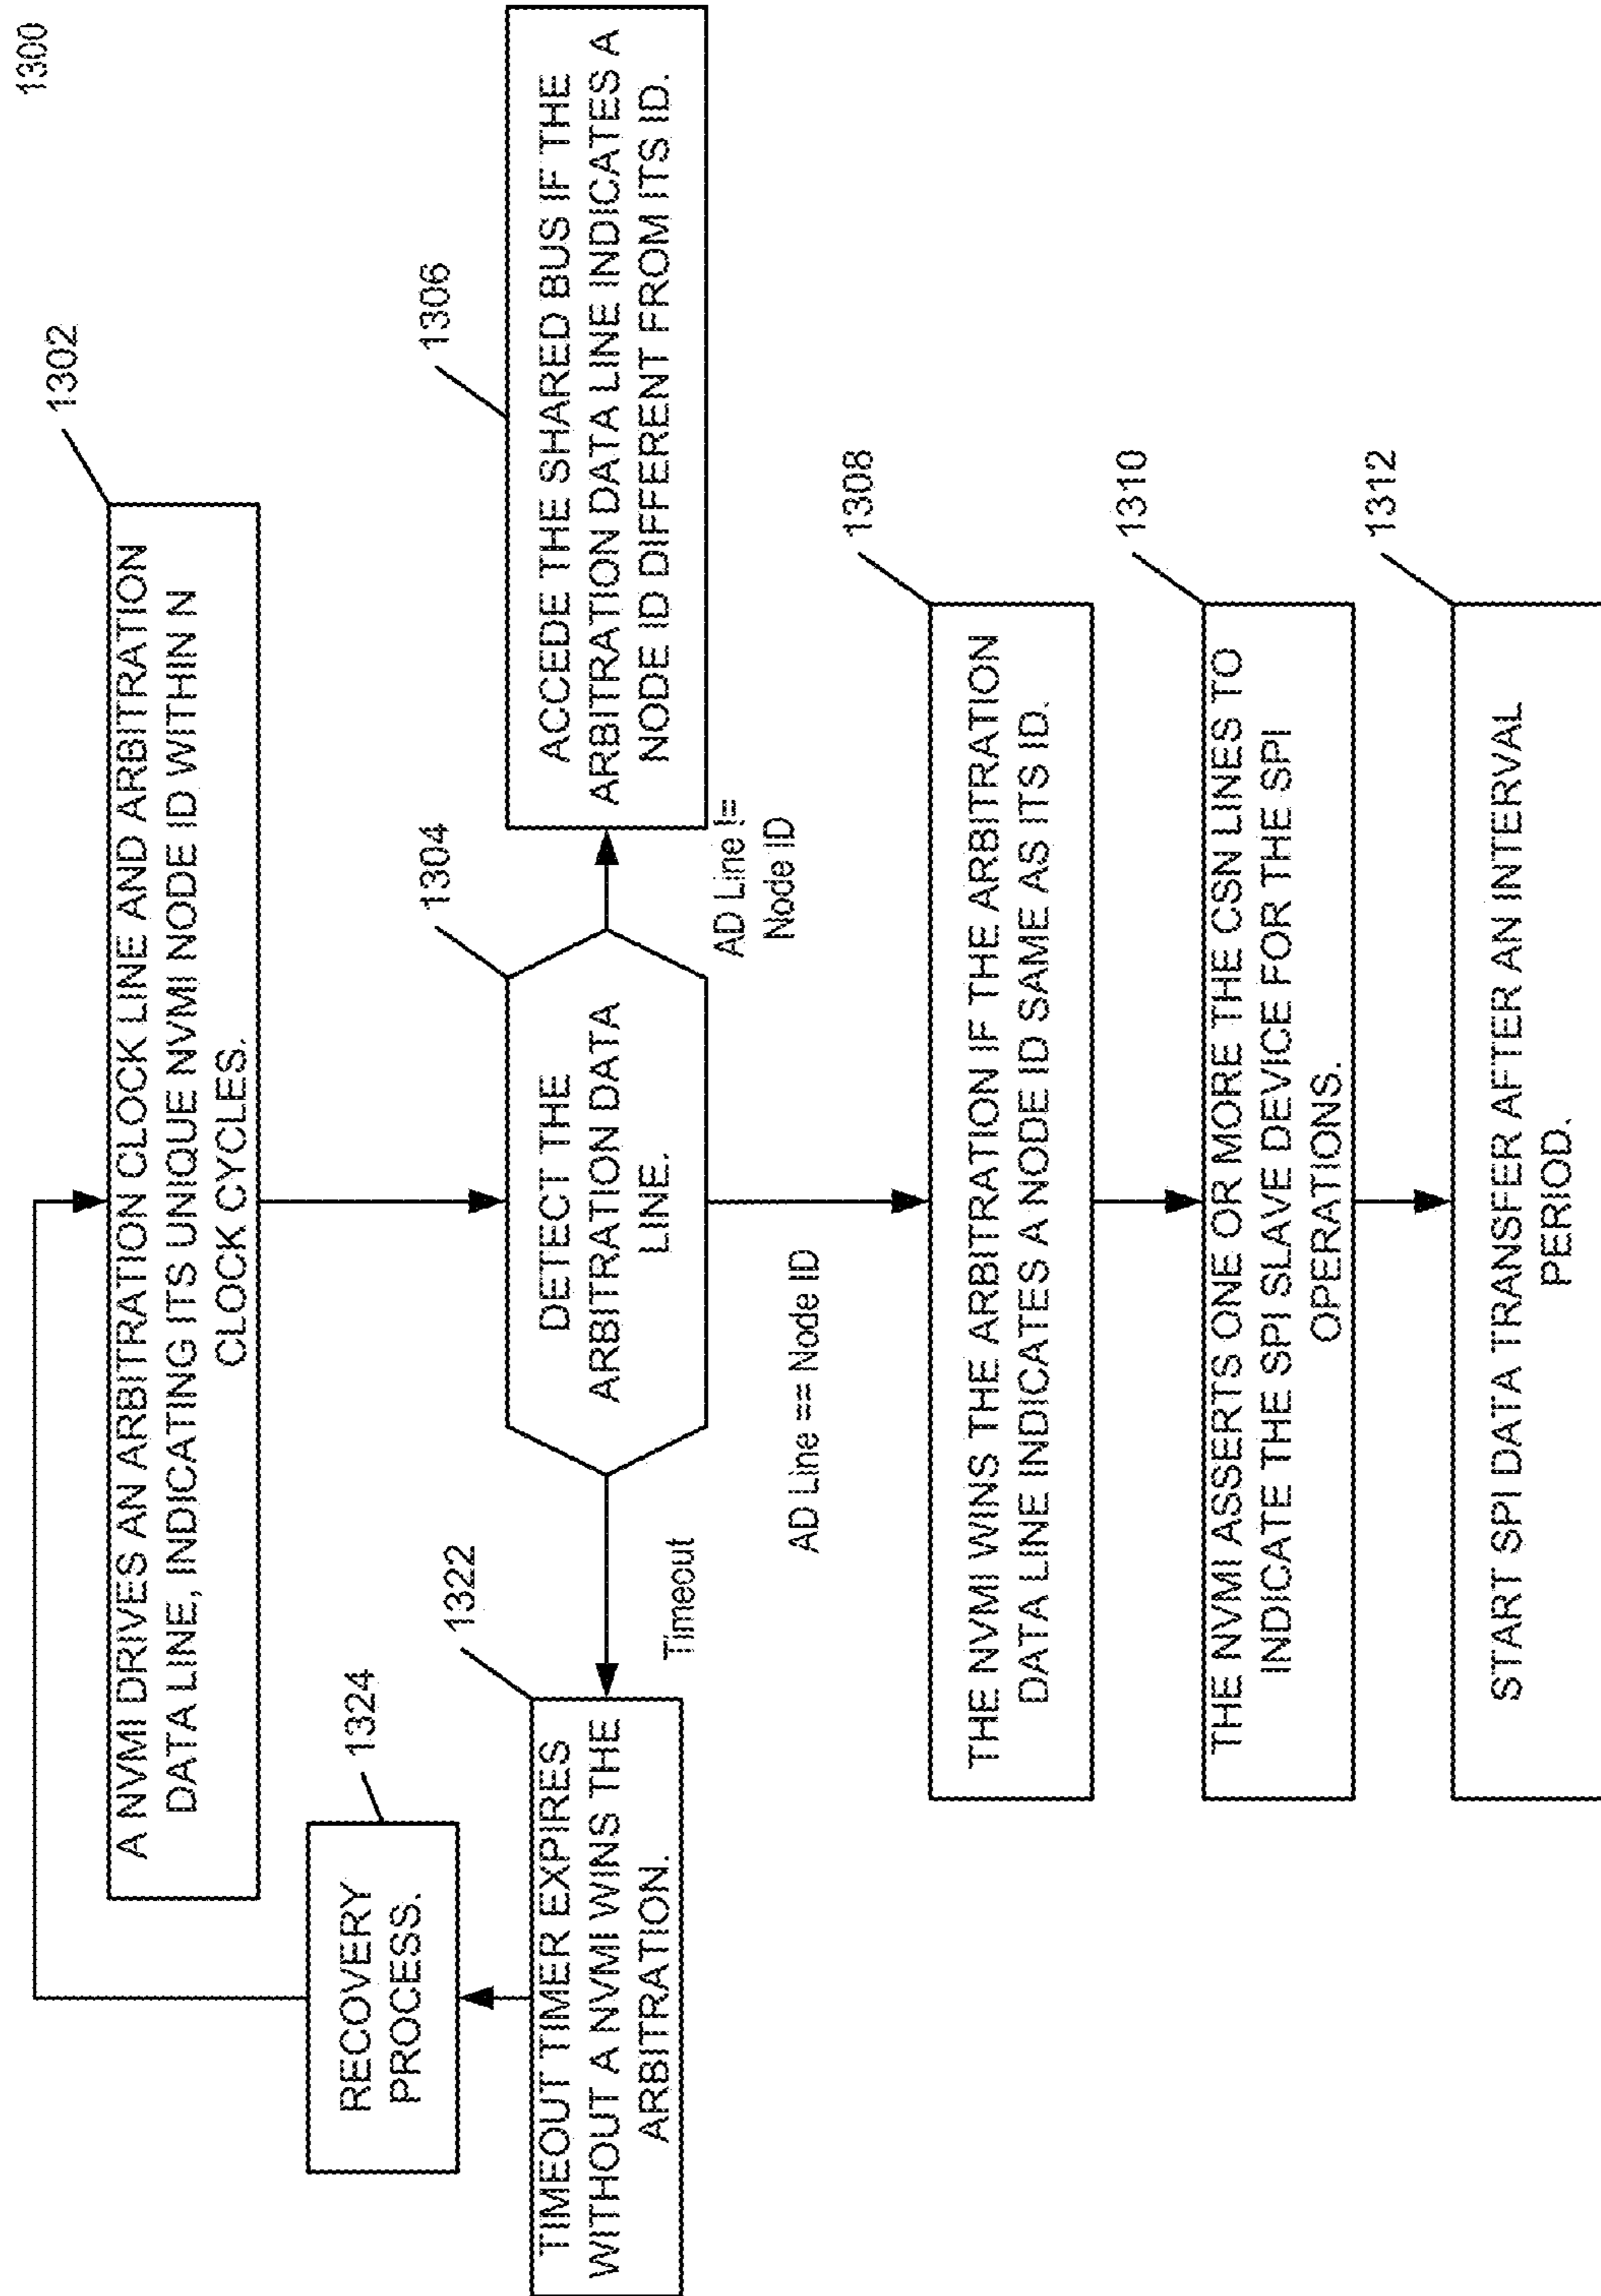 1300
1302
A NVMI DRIVES AN ARBITRATION CLOCK LINE AND ARBITRATION
DATA LINE, INDICATING ITS UNIQUE NVMI NODE ID WITHIN N
CLOCK CYCLES.
1304
DETECT THE
ARBITRATION DATA
LINE.
AD Line !=
Node ID
1306
ACCEDE THE SHARED BUS IF THE
ARBITRATION DATA LINE INDICATES A
NODE ID DIFFERENT FROM ITS ID.
Timeout
1322
TIMEOUT TIMER EXPIRES
WITHOUT A NVMI WINS THE
ARBITRATION.
1324
RECOVERY
PROCESS.
AD Line == Node ID
1308
THE NVMI WINS THE ARBITRATION IF THE ARBITRATION
DATA LINE INDICATES A NODE ID SAME AS ITS ID.
1310
THE NVMI ASSERTS ONE OR MORE THE CSN LINES TO
INDICATE THE SPI SLAVE DEVICE FOR THE SPI
OPERATIONS.
1312
START SPI DATA TRANSFER AFTER AN INTERVAL
PERIOD.